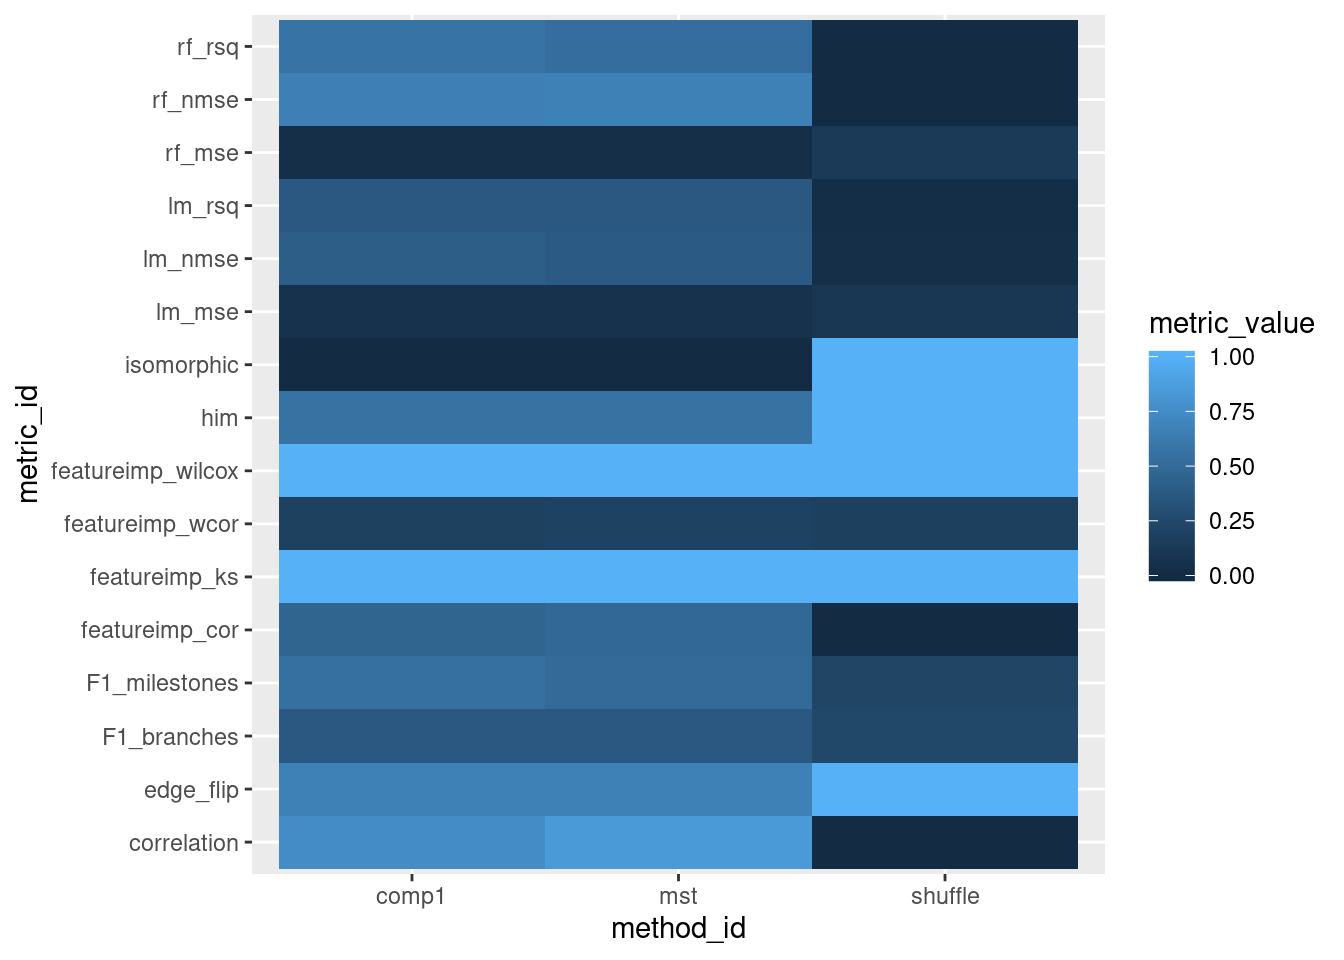 rf_rsq
rf_nmse
rf_mse
lm_rsq
lm_nmse
lm_mse
isomorphic
him
featureimp_wilcox
featureimp_wcor
featureimp_ks
featureimp_cor
F1_milestones
F1_branches
edge_flip
correlation
metric_id
comp1 mst shuffle
method_id
metric_value
1.00
0.75
0.50
0.25
0.00